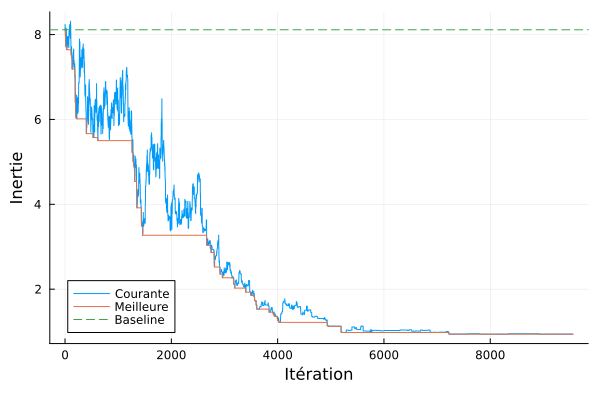 Inertie
8
6
4
2
Courante
Meilleure
Baseline
0 2000 4000 6000 8000
Itération